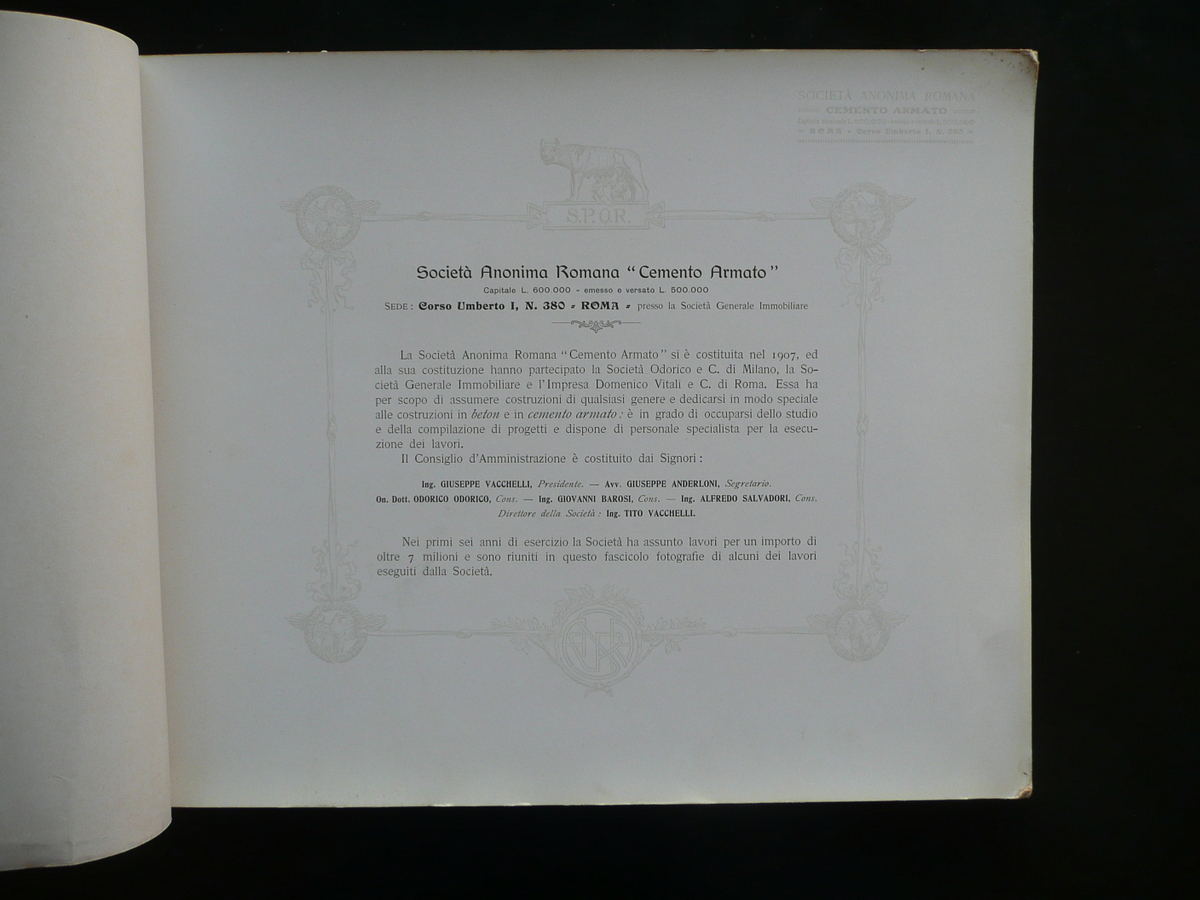 SOCIETÀ ANONIMA ROMANA
CEMENTO ARMATO
ROMA - Corso Umberto I, N. 380
S.P.Q.R.
Società Anonima Romana “Cemento Armato”
Capitale L. 600.000 - emesso e versato L. 500.000
SEDE: Corso Umberto I, N. 380 - ROMA - presso la Società Generale Immobiliare
La Società Anonima Romana “Cemento Armato” si è costituita nel 1907, ed
alla sua costituzione hanno partecipato la Società Odorico e C. di Milano, la So-
cietà Generale Immobiliare e l'Impresa Domenico Vitali e C. di Roma. Essa ha
per scopo di assumere costruzioni di qualsiasi genere e dedicarsi in modo speciale
alle costruzioni in beton e in cemento armato: è in grado di occuparsi dello studio
e della compilazione di progetti e dispone di personale specialista per la esecu-
zione dei lavori.
Il Consiglio d'Amministrazione è costituito dai Signori:
Ing. GIUSEPPE VACCHELLI, Presidente. — Avv. GIUSEPPE ANDERLONI, Segretario.
On. Dott. ODORICO ODORICO, Cons. — Ing. GIOVANNI BAROSI, Cons. — Ing. ALFREDO SALVADORI, Cons.
Direttore della Società: Ing. TITO VACCHELLI.
Nei primi sei anni di esercizio la Società ha assunto lavori per un importo di
oltre 7 milioni e sono riuniti in questo fascicolo fotografie di alcuni dei lavori
eseguiti dalla Società.